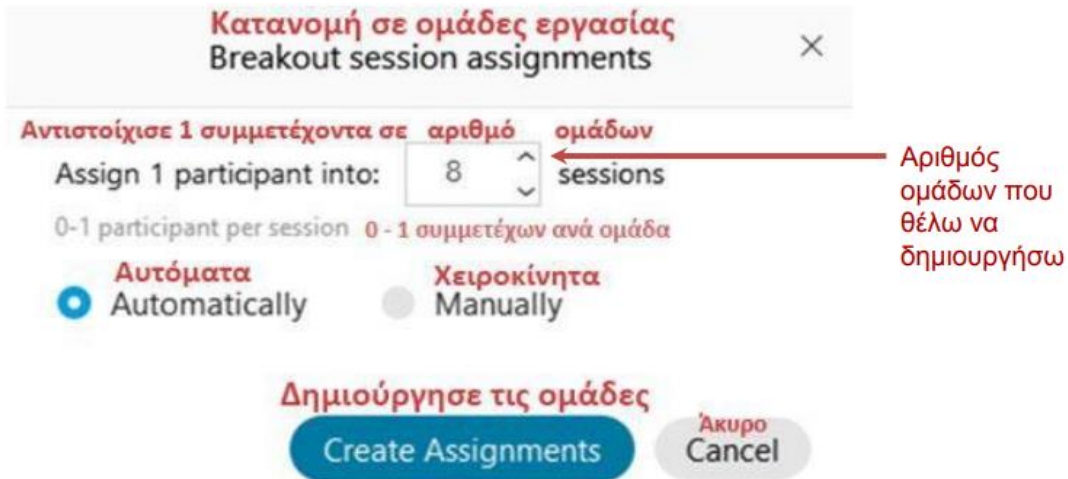 Κατανομή σε ομάδες εργασίας
Breakout session assignments
Αντιστοίχισε 1 συμμετέχοντα σε αριθμό ομάδων
Assign 1 participant into: 8 sessions
0-1 participant per session 0 - 1 συμμετέχων ανά ομάδα
Αριθμός
ομάδων που
θέλω να
δημιουργήσω
Αυτόματα Χειροκίνητα
Automatically Manually
Δημιούργησε τις ομάδες
Άκυρο
Create Assignments Cancel